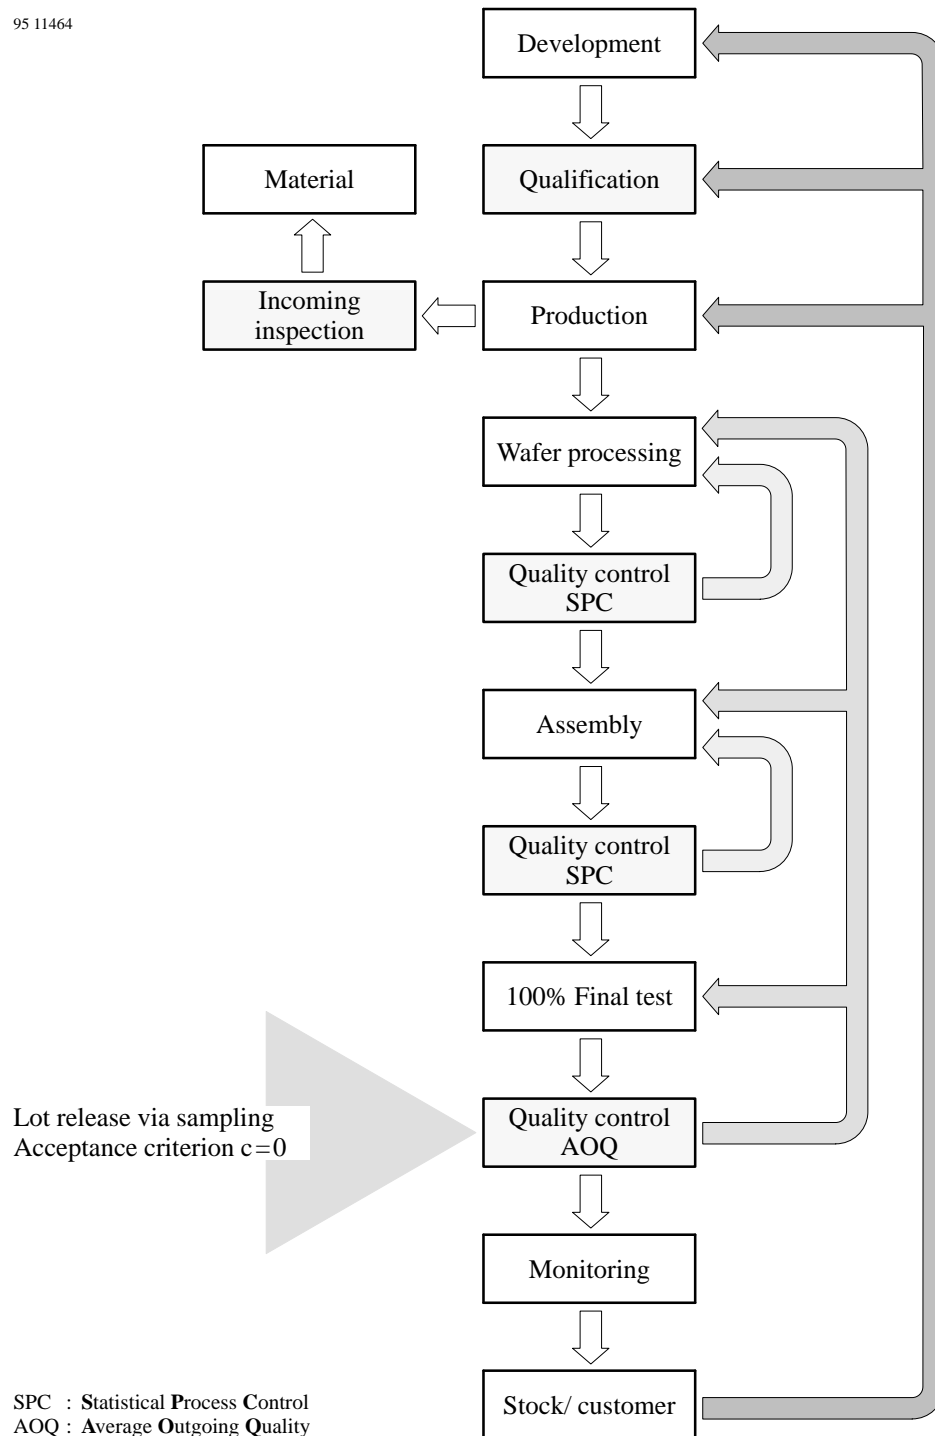 95 11464
Development
Material
Qualification
Incoming
inspection
Production
Wafer processing
Quality control
SPC
Assembly
Quality control
SPC
100% Final test
Lot release via sampling
Acceptance criterion c=0
Quality control
AOQ
Monitoring
Stock/ customer
SPC : Statistical Process Control
AOQ : Average Outgoing Quality